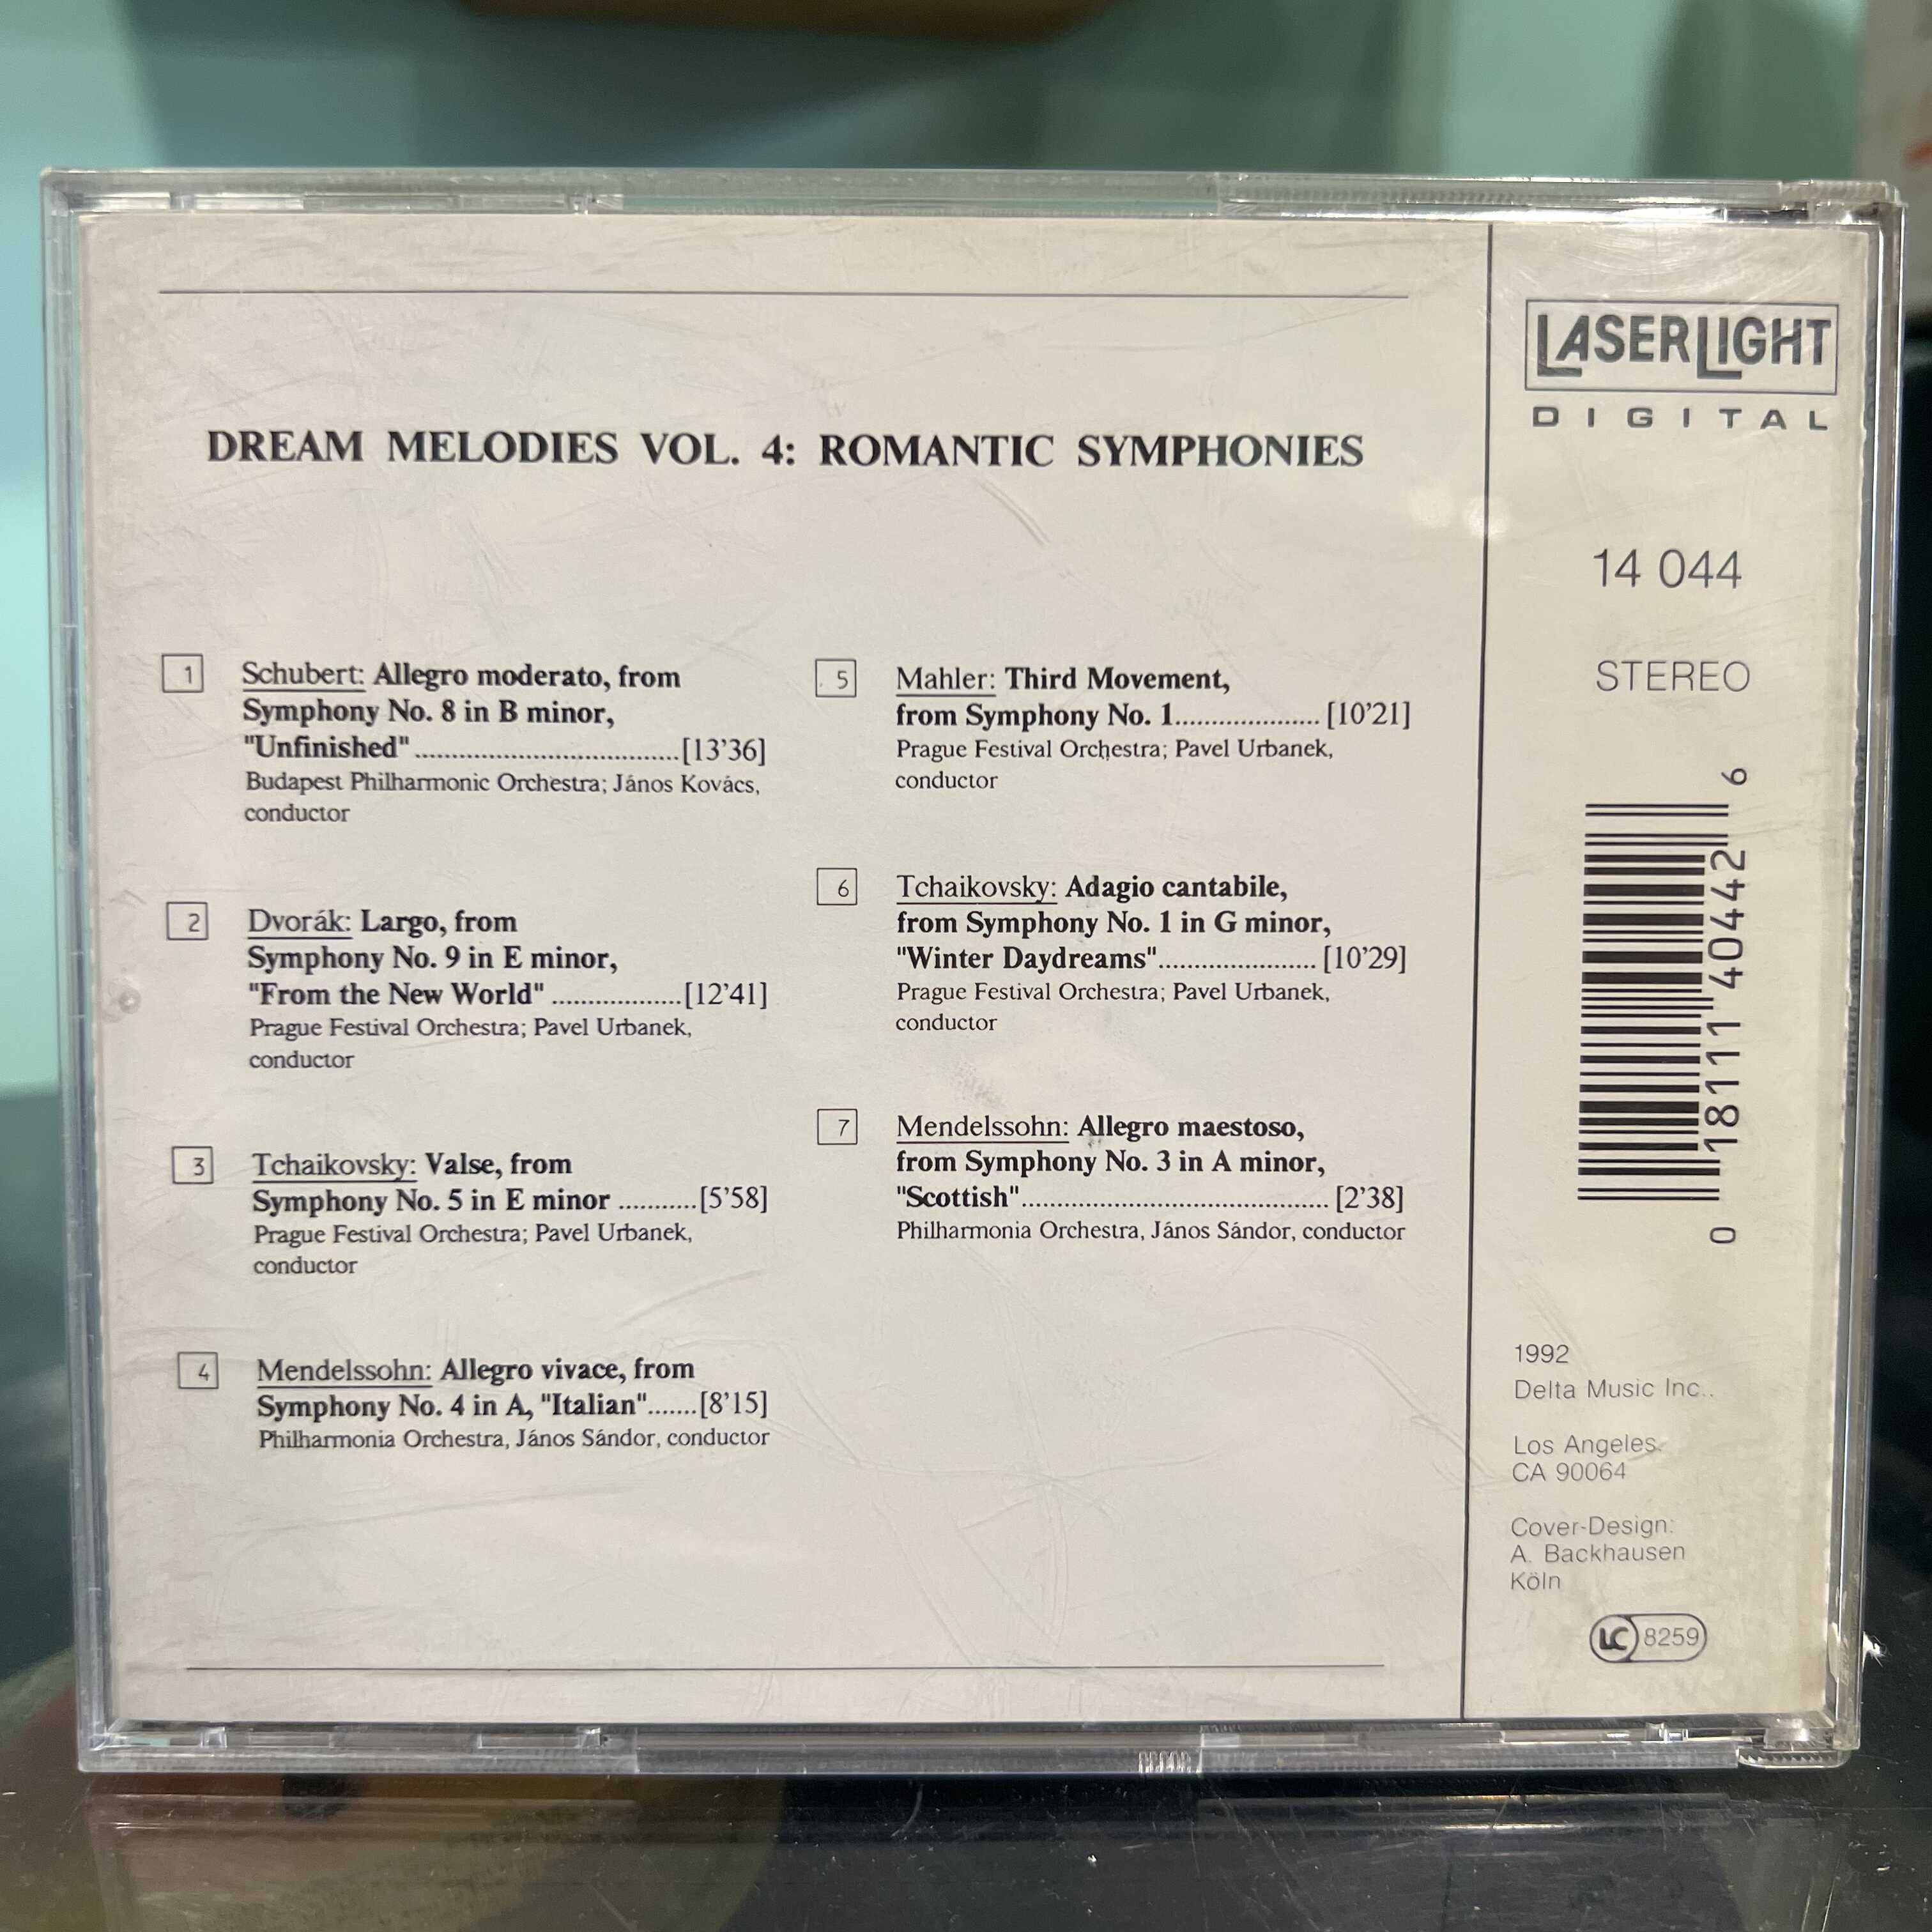 DREAM MELODIES VOL. 4: ROMANTIC SYMPHONIES
1
Schubert: Allegro moderato, from
Symphony No. 8 in B minor,
"Unfinished"....................................[13'36]
Budapest Philharmonic Orchestra; János Kovács,
conductor
2
Dvorák: Largo, from
Symphony No. 9 in E minor,
"From the New World" ..................[12'41]
Prague Festival Orchestra; Pavel Urbanek,
conductor
3
Tchaikovsky: Valse, from
Symphony No. 5 in E minor ...........[5'58]
Prague Festival Orchestra; Pavel Urbanek,
conductor
4
Mendelssohn: Allegro vivace, from
Symphony No. 4 in A, "Italian".......[8'15]
Philharmonia Orchestra, János Sándor, conductor
5
Mahler: Third Movement,
from Symphony No. 1.................... [10'21]
Prague Festival Orchestra; Pavel Urbanek,
conductor
6
Tchaikovsky: Adagio cantabile,
from Symphony No. 1 in G minor,
"Winter Daydreams"...................... [10'29]
Prague Festival Orchestra; Pavel Urbanek,
conductor
7
Mendelssohn: Allegro maestoso,
from Symphony No. 3 in A minor,
"Scottish".......................................... [2'38]
Philharmonia Orchestra, János Sándor, conductor
LASERLIGHT
DIGITAL
14 044
STEREO
0 18111 40442 6
1992
Delta Music Inc..
Los Angeles
CA 90064
Cover-Design:
A. Backhausen
Köln
LC 8259